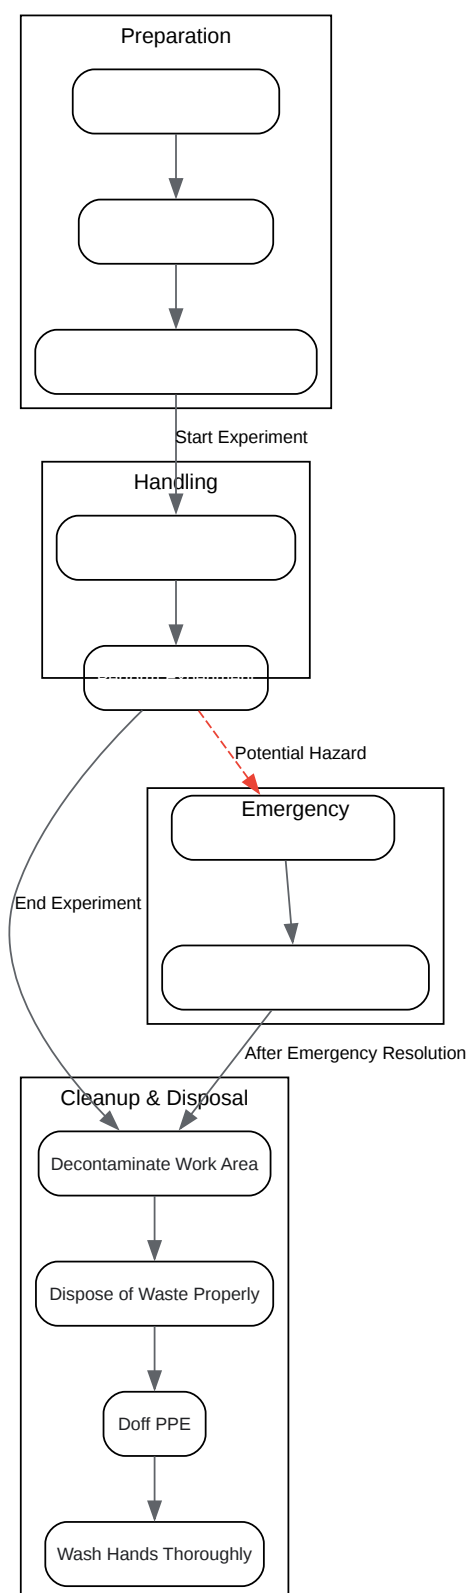 Preparation
Start Experiment
Handling
Potential Hazard
Emergency
End Experiment
After Emergency Resolution
Cleanup & Disposal
Decontaminate Work Area
Dispose of Waste Properly
Doff PPE
Wash Hands Thoroughly